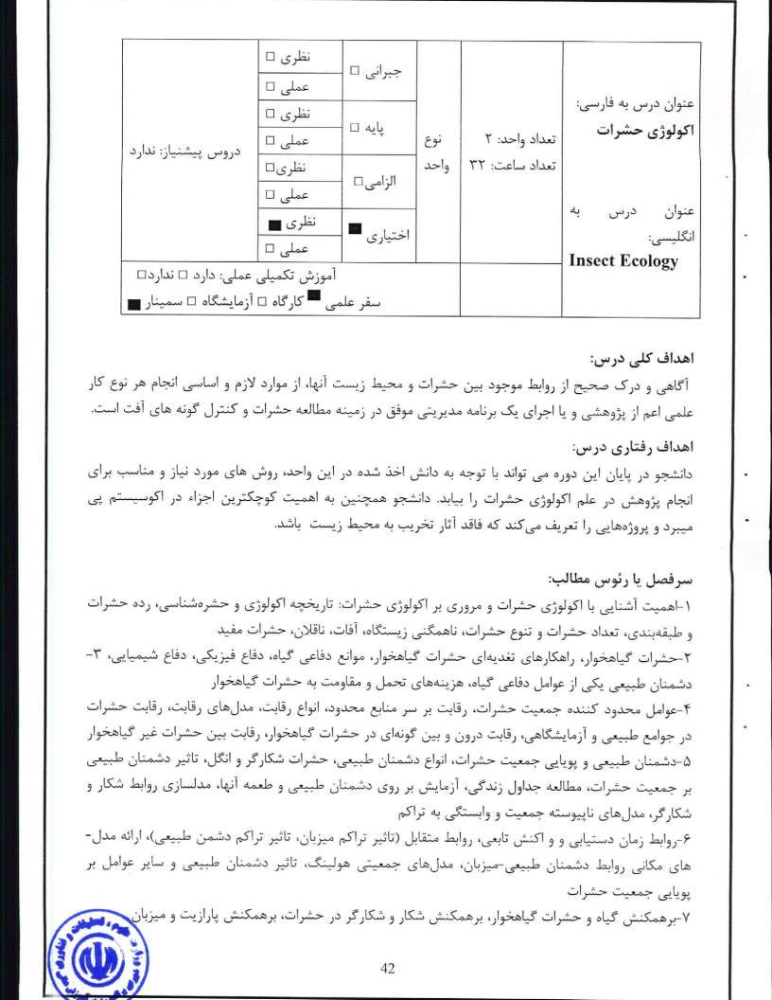 عنوان درس به فارسی:
اکولوژی حشرات
عنوان درس به
انگلیسی:
Insect Ecology
تعداد واحد: ۲
تعداد ساعت: ۳۲
نوع
واحد
جبرانی □
پایه □
الزامی□
اختیاری ■
نظری □
عملی □
نظری □
عملی □
نظری□
عملی □
نظری ■
عملی □
دروس پیشنیاز: ندارد
آموزش تکمیلی عملی: دارد □ ندارد□
سفر علمی ■ کارگاه □ آزمایشگاه □ سمینار ■
اهداف کلی درس:
آگاهی و درک صحیح از روابط موجود بین حشرات و محیط زیست آنها، از موارد لازم و اساسی انجام هر نوع کار
علمی اعم از پژوهشی و یا اجرای یک برنامه مدیریتی موفق در زمینه مطالعه حشرات و کنترل گونه های آفت است.
اهداف رفتاری درس:
دانشجو در پایان این دوره می تواند با توجه به دانش اخذ شده در این واحد، روش های مورد نیاز و مناسب برای
انجام پژوهش در علم اکولوژی حشرات را بیابد. دانشجو همچنین به اهمیت کوچکترین اجزاء در اکوسیستم پی
میبرد و پروژه‌هایی را تعریف می‌کند که فاقد آثار تخریب به محیط زیست باشد.
سرفصل یا رئوس مطالب:
۱-اهمیت آشنایی با اکولوژی حشرات و مروری بر اکولوژی حشرات: تاریخچه اکولوژی و حشره‌شناسی، رده حشرات
و طبقه‌بندی، تعداد حشرات و تنوع حشرات، ناهمگنی زیستگاه، آفات، ناقلان، حشرات مفید
۲-حشرات گیاهخوار، راهکارهای تغذیه‌ای حشرات گیاهخوار، موانع دفاعی گیاه، دفاع فیزیکی، دفاع شیمیایی، ۳-
دشمنان طبیعی یکی از عوامل دفاعی گیاه، هزینه‌های تحمل و مقاومت به حشرات گیاهخوار
۴-عوامل محدود کننده جمعیت حشرات، رقابت بر سر منابع محدود، انواع رقابت، مدل‌های رقابت، رقابت حشرات
در جوامع طبیعی و آزمایشگاهی، رقابت درون و بین گونه‌ای در حشرات گیاهخوار، رقابت بین حشرات غیر گیاهخوار
۵-دشمنان طبیعی و پویایی جمعیت حشرات، انواع دشمنان طبیعی، حشرات شکارگر و انگل، تاثیر دشمنان طبیعی
بر جمعیت حشرات، مطالعه جداول زندگی، آزمایش بر روی دشمنان طبیعی و طعمه آنها، مدلسازی روابط شکار و
شکارگر، مدل‌های ناپیوسته جمعیت و وابستگی به تراکم
۶-روابط زمان دستیابی و و اکنش تابعی، روابط متقابل (تاثیر تراکم میزبان، تاثیر تراکم دشمن طبیعی)، ارائه مدل-
های مکانی روابط دشمنان طبیعی-میزبان، مدل‌های جمعیتی هولینگ، تاثیر دشمنان طبیعی و سایر عوامل بر
پویایی جمعیت حشرات
۷-برهمکنش گیاه و حشرات گیاهخوار، برهمکنش شکار و شکارگر در حشرات، برهمکنش پارازیت و میزبان
42